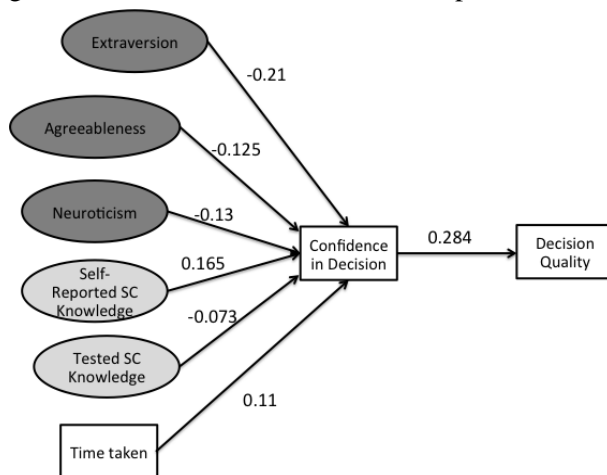 Extraversion
-0.21
Agreeableness
-0.125
Neuroticism
-0.13
Confidence
in Decision
0.284
Decision
Quality
Self-
Reported SC
Knowledge
0.165
-0.073
Tested SC
Knowledge
0.11
Time taken